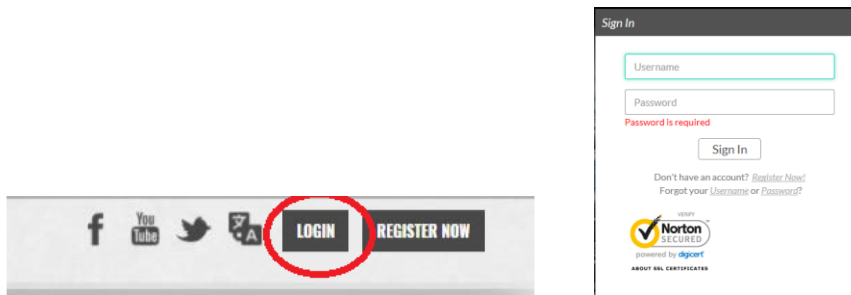 You
Tube
A
LOGIN
REGISTER NOW
Sign In
Username
Password
Password is required
Sign In
Don't have an account? Register Now!
Forgot your Username or Password?
VERIFY
Norton
SECURED
powered by digicert
ABOUT SSL CERTIFICATES